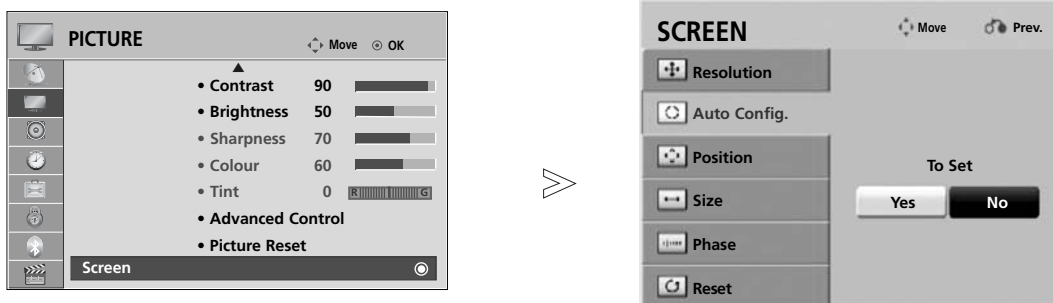 PICTURE
Move
OK
• Contrast 90
• Brightness 50
• Sharpness 70
• Colour 60
• Tint 0 R G
• Advanced Control
• Picture Reset
Screen
SCREEN
Move
Prev.
Resolution
Auto Config.
Position
Size
Phase
Reset
To Set
Yes No